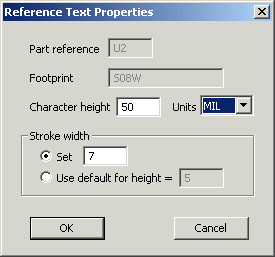 Reference Text Properties
Part reference U2
Footprint SO8W
Character height 50 Units MIL
Stroke width
Set 7
Use default for height = 5
OK Cancel